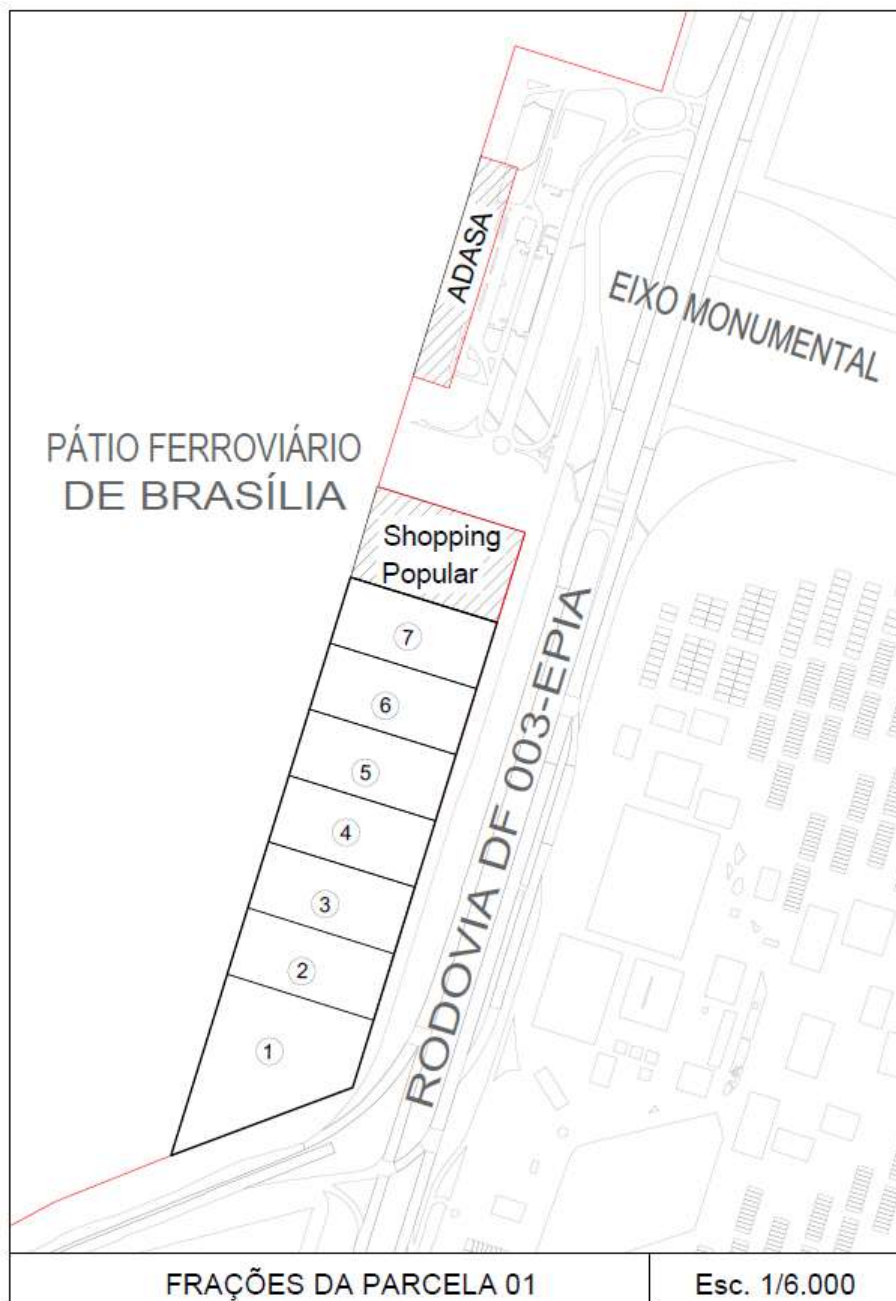 ADASA
EIXO MONUMENTAL
PÁTIO FERROVIÁRIO
DE BRASÍLIA
Shopping
Popular
RODOVIA DF 003-EPIA
7
6
5
4
3
2
1
FRAÇÕES DA PARCELA 01
Esc. 1/6.000